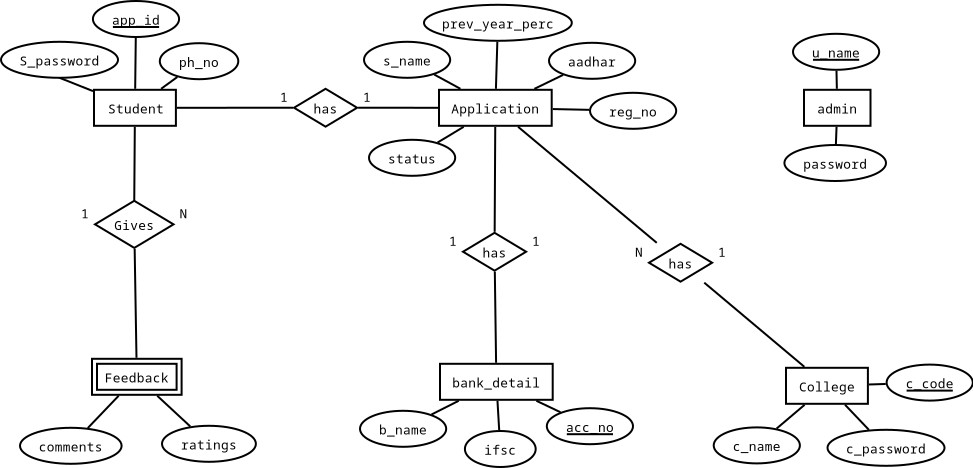 app_id
prev_year_perc
S_password
ph_no
s_name
aadhar
u_name
Student
1
has
1
Application
reg_no
admin
status
password
1
Gives
N
1
has
1
N
has
1
Feedback
bank_detail
College
c_code
comments
ratings
b_name
ifsc
acc_no
c_name
c_password